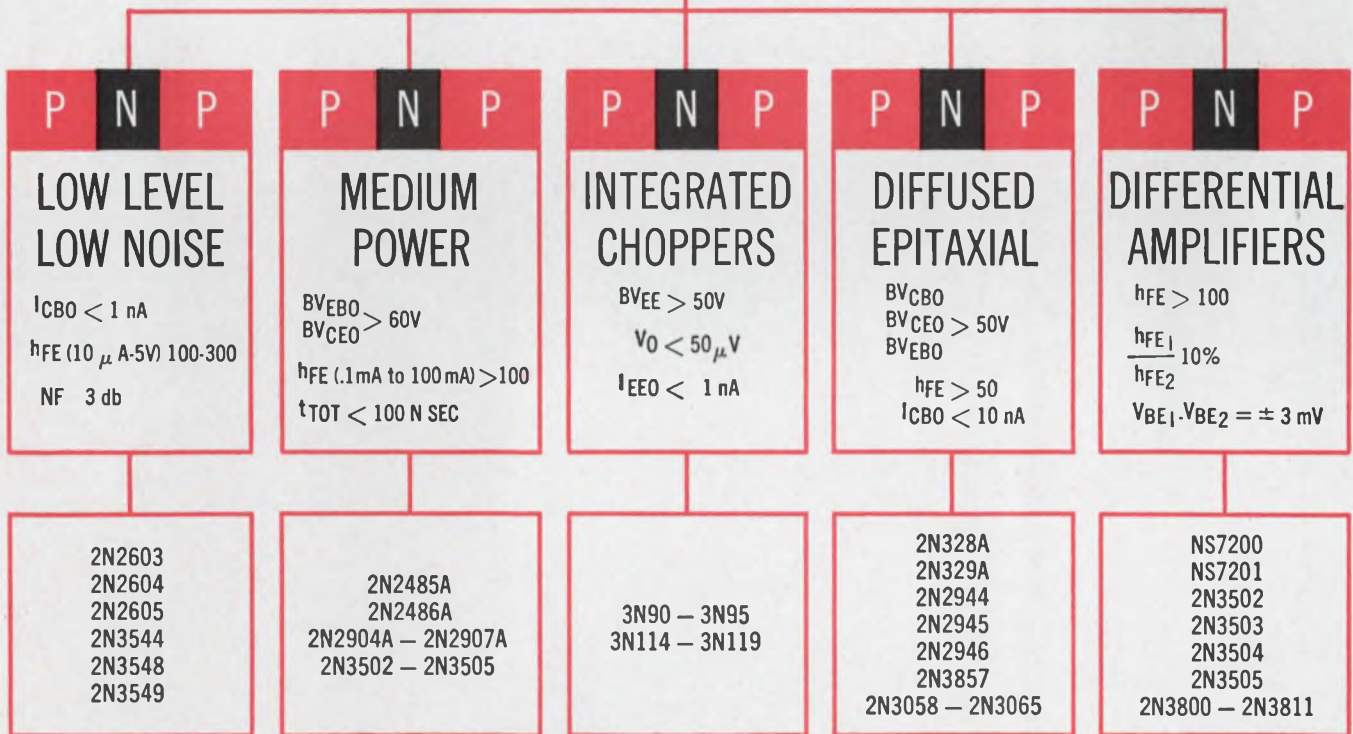 P N P
LOW LEVEL
LOW NOISE
ICBO < 1 nA
hFE (10 μ A-5V) 100-300
NF 3 db
2N2603
2N2604
2N2605
2N3544
2N3548
2N3549
P N P
MEDIUM
POWER
BVEBO
BVCEO > 60V
hFE (.1mA to 100 mA) >100
tTOT < 100 N SEC
2N2485A
2N2486A
2N2904A — 2N2907A
2N3502 — 2N3505
P N P
INTEGRATED
CHOPPERS
BVEE > 50V
VO < 50μV
IEEO < 1 nA
3N90 — 3N95
3N114 — 3N119
P N P
DIFFUSED
EPITAXIAL
BVCBO
BVCEO > 50V
BVEBO
hFE > 50
ICBO < 10 nA
2N328A
2N329A
2N2944
2N2945
2N2946
2N3857
2N3058 — 2N3065
P N P
DIFFERENTIAL
AMPLIFIERS
hFE > 100
hFE1
10%
hFE2
VBE1-VBE2 = ± 3 mV
NS7200
NS7201
2N3502
2N3503
2N3504
2N3505
2N3800 — 2N3811